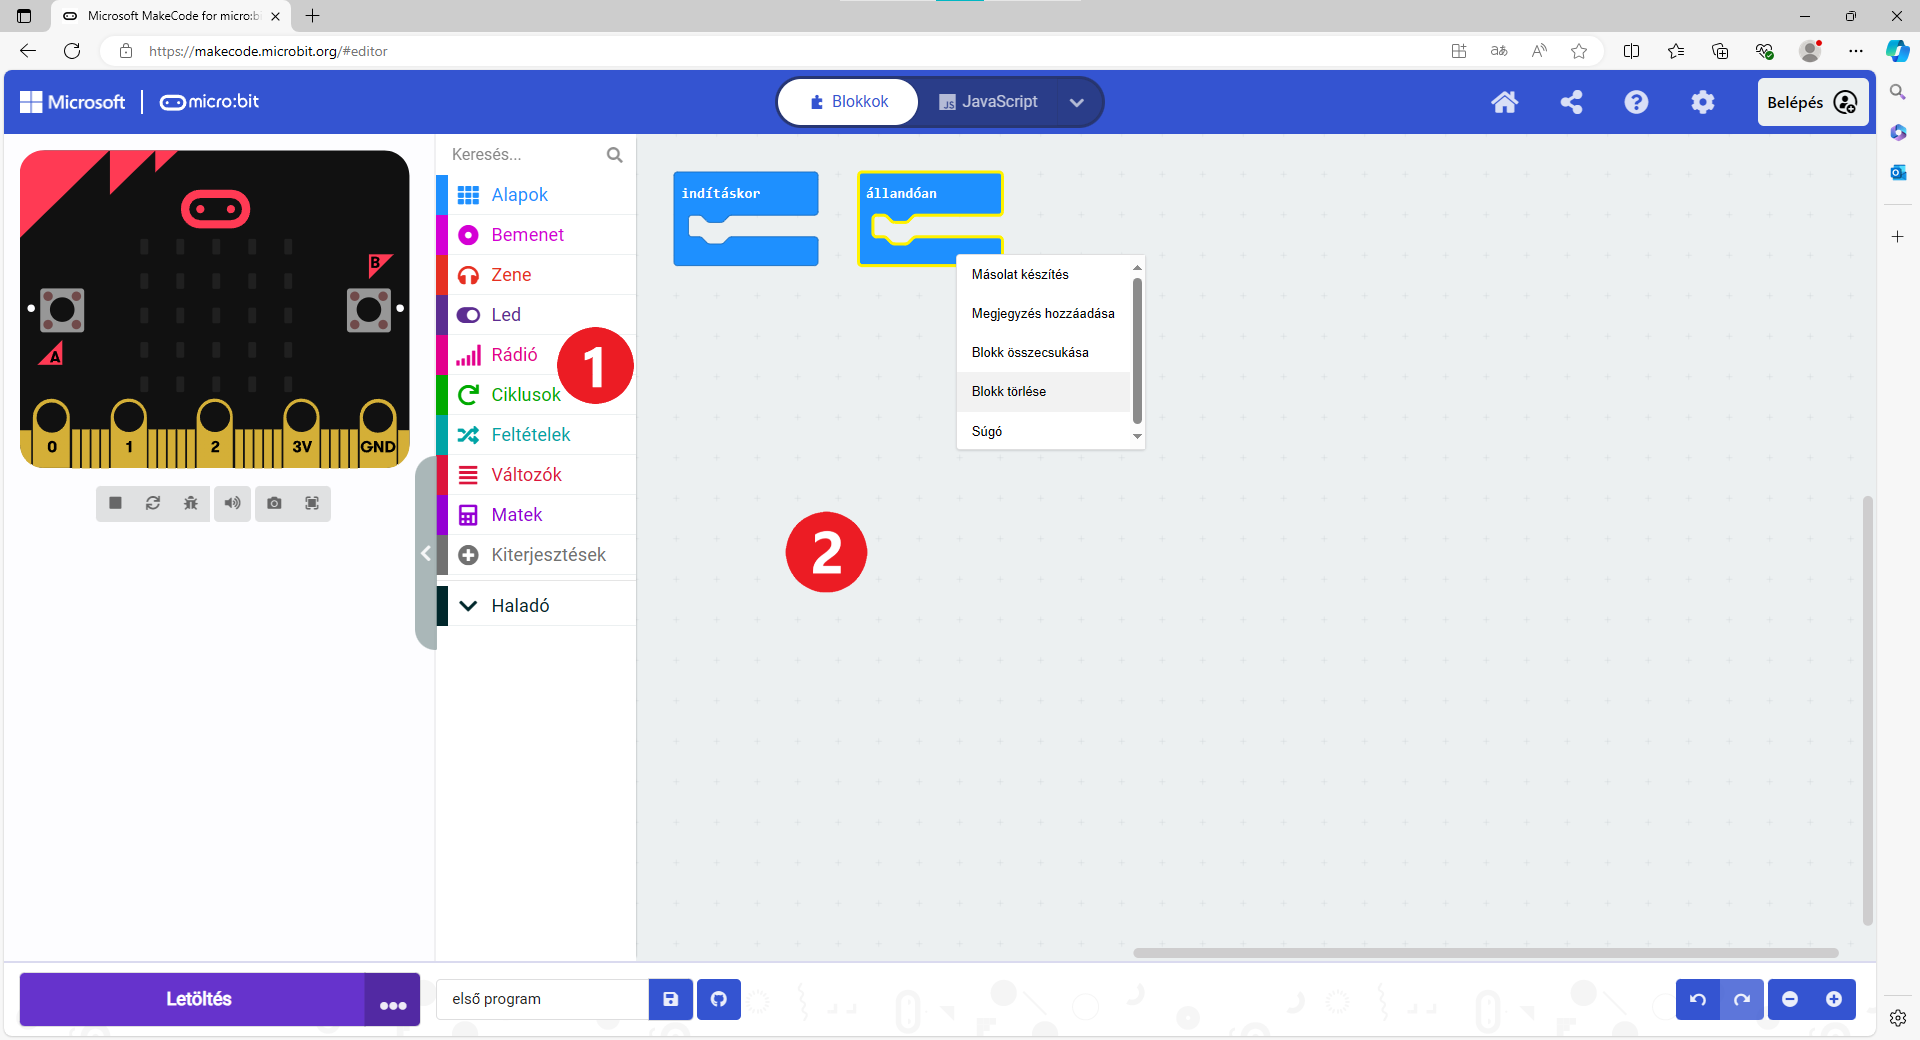 Microsoft MakeCode for micro:bi
https://makecode.microbit.org/#editor
Microsoft
micro:bit
Blokkok
JS
JavaScript
Belépés
Keresés...
Alapok
Bemenet
Zene
Led
Rádió
Ciklusok
Feltételek
Változók
Matek
Kiterjesztések
Haladó
1
2
indításkor
állandóan
Másolat készítés
Megjegyzés hozzáadása
Blokk összecsukása
Blokk törlése
Súgó
B
A
0
1
2
3V
GND
Letöltés
első program